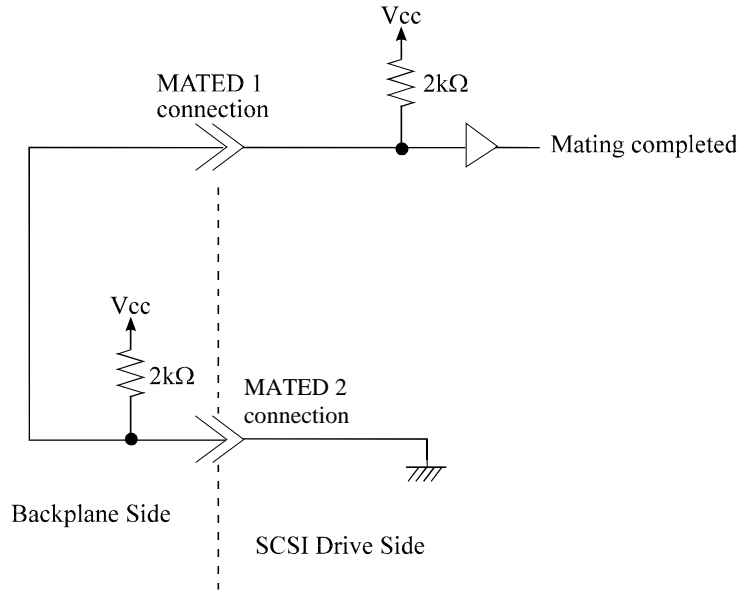 Vcc
2kΩ
MATED 1
connection
Mating completed
Vcc
2kΩ
MATED 2
connection
Backplane Side
SCSI Drive Side